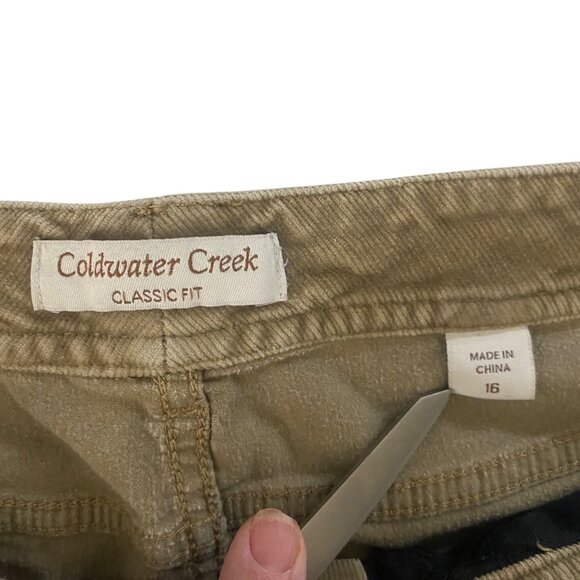 Coldwater Creek
CLASSIC FIT
MADE IN
CHINA
16